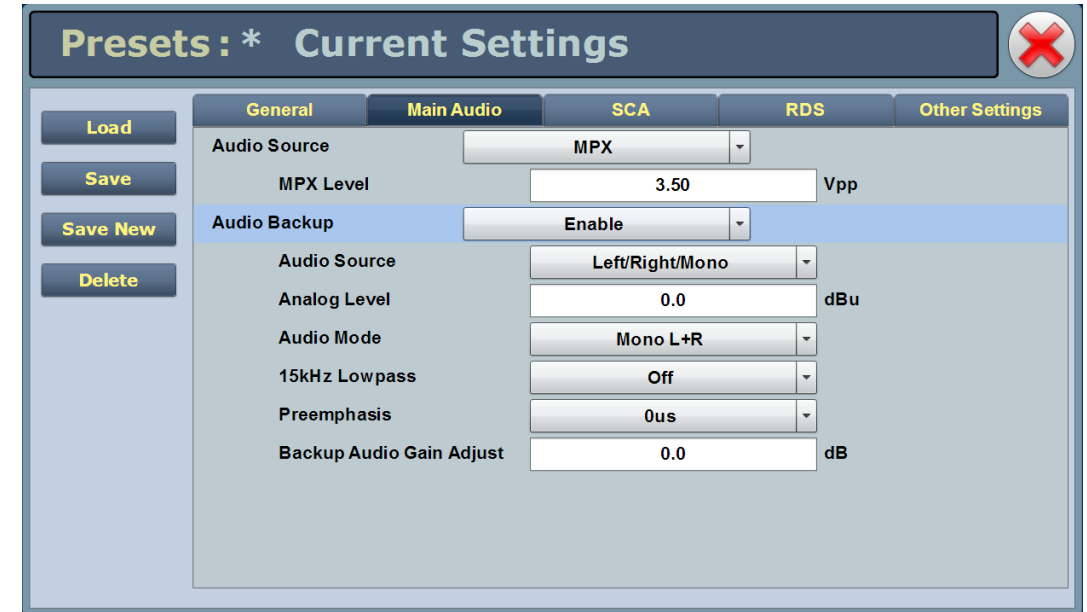 Presets: * Current Settings
General Main Audio SCA RDS Other Settings
Load
Save
Save New
Delete
Audio Source MPX
MPX Level 3.50 Vpp
Audio Backup Enable
Audio Source Left/Right/Mono
Analog Level 0.0 dBu
Audio Mode Mono L+R
15kHz Lowpass Off
Preemphasis 0us
Backup Audio Gain Adjust 0.0 dB